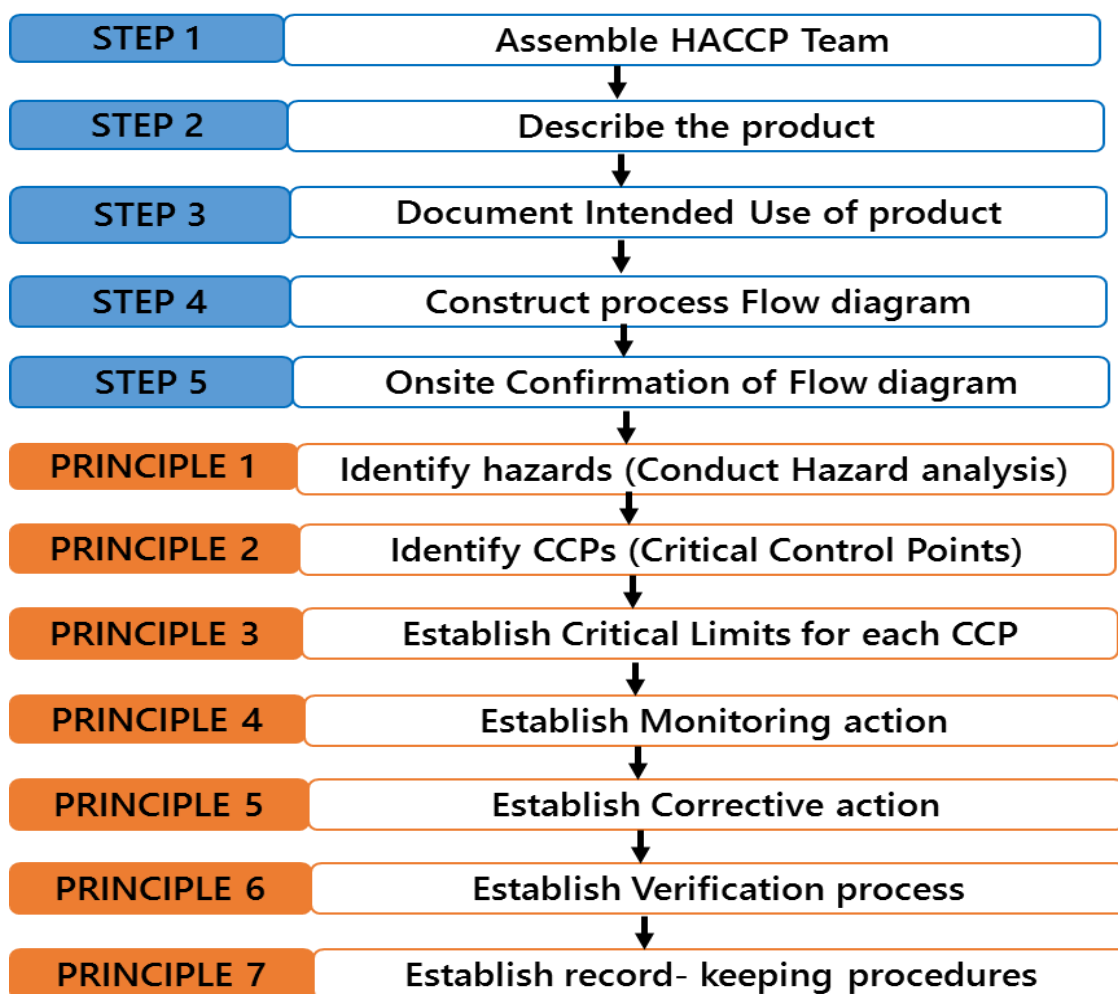 STEP 1 Assemble HACCP Team
STEP 2 Describe the product
STEP 3 Document Intended Use of product
STEP 4 Construct process Flow diagram
STEP 5 Onsite Confirmation of Flow diagram
PRINCIPLE 1 Identify hazards (Conduct Hazard analysis)
PRINCIPLE 2 Identify CCPs (Critical Control Points)
PRINCIPLE 3 Establish Critical Limits for each CCP
PRINCIPLE 4 Establish Monitoring action
PRINCIPLE 5 Establish Corrective action
PRINCIPLE 6 Establish Verification process
PRINCIPLE 7 Establish record- keeping procedures